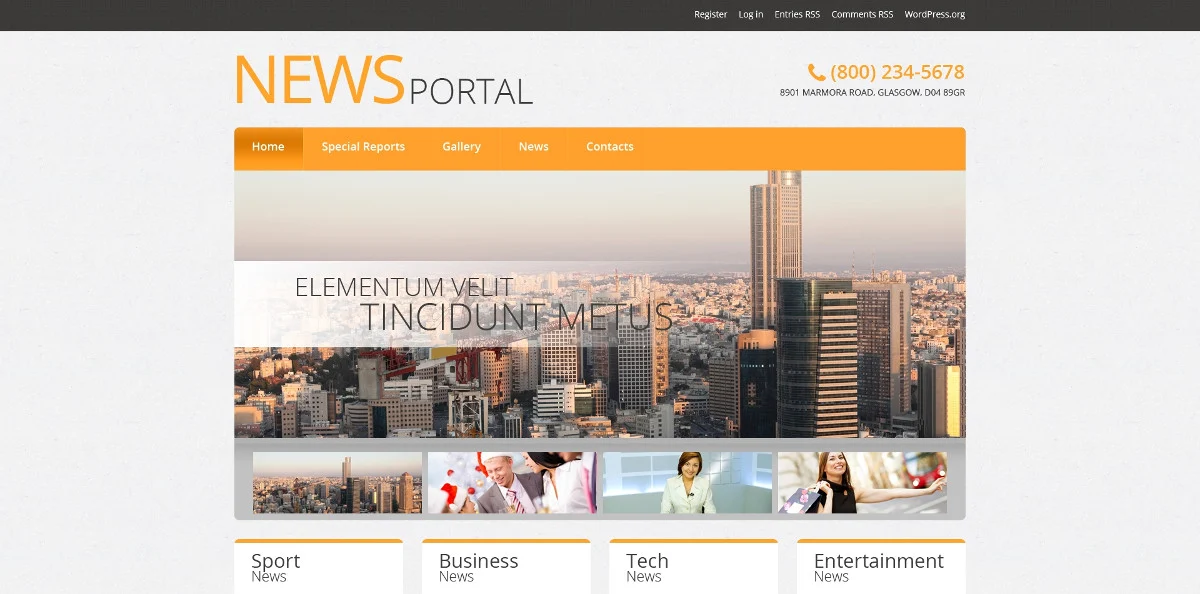 Register Log in Entries RSS Comments RSS WordPress.org
NEWS PORTAL
(800) 234-5678
8901 MARMORA ROAD, GLASGOW, D04 89GR
Home Special Reports Gallery News Contacts
ELEMENTUM VELIT
TINCIDUNT METUS
Sport
News
Business
News
Tech
News
Entertainment
News